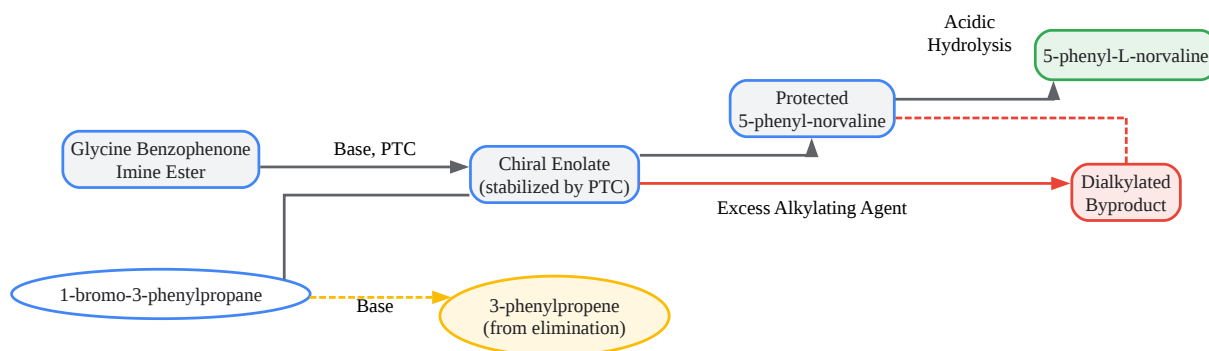 Acidic
Hydrolysis
5-phenyl-L-norvaline
Protected
5-phenyl-norvaline
Glycine Benzophenone
Imine Ester
Base, PTC
Chiral Enolate
(stabilized by PTC)
Dialkylated
Byproduct
Excess Alkylating Agent
1-bromo-3-phenylpropane
Base
3-phenylpropene
(from elimination)